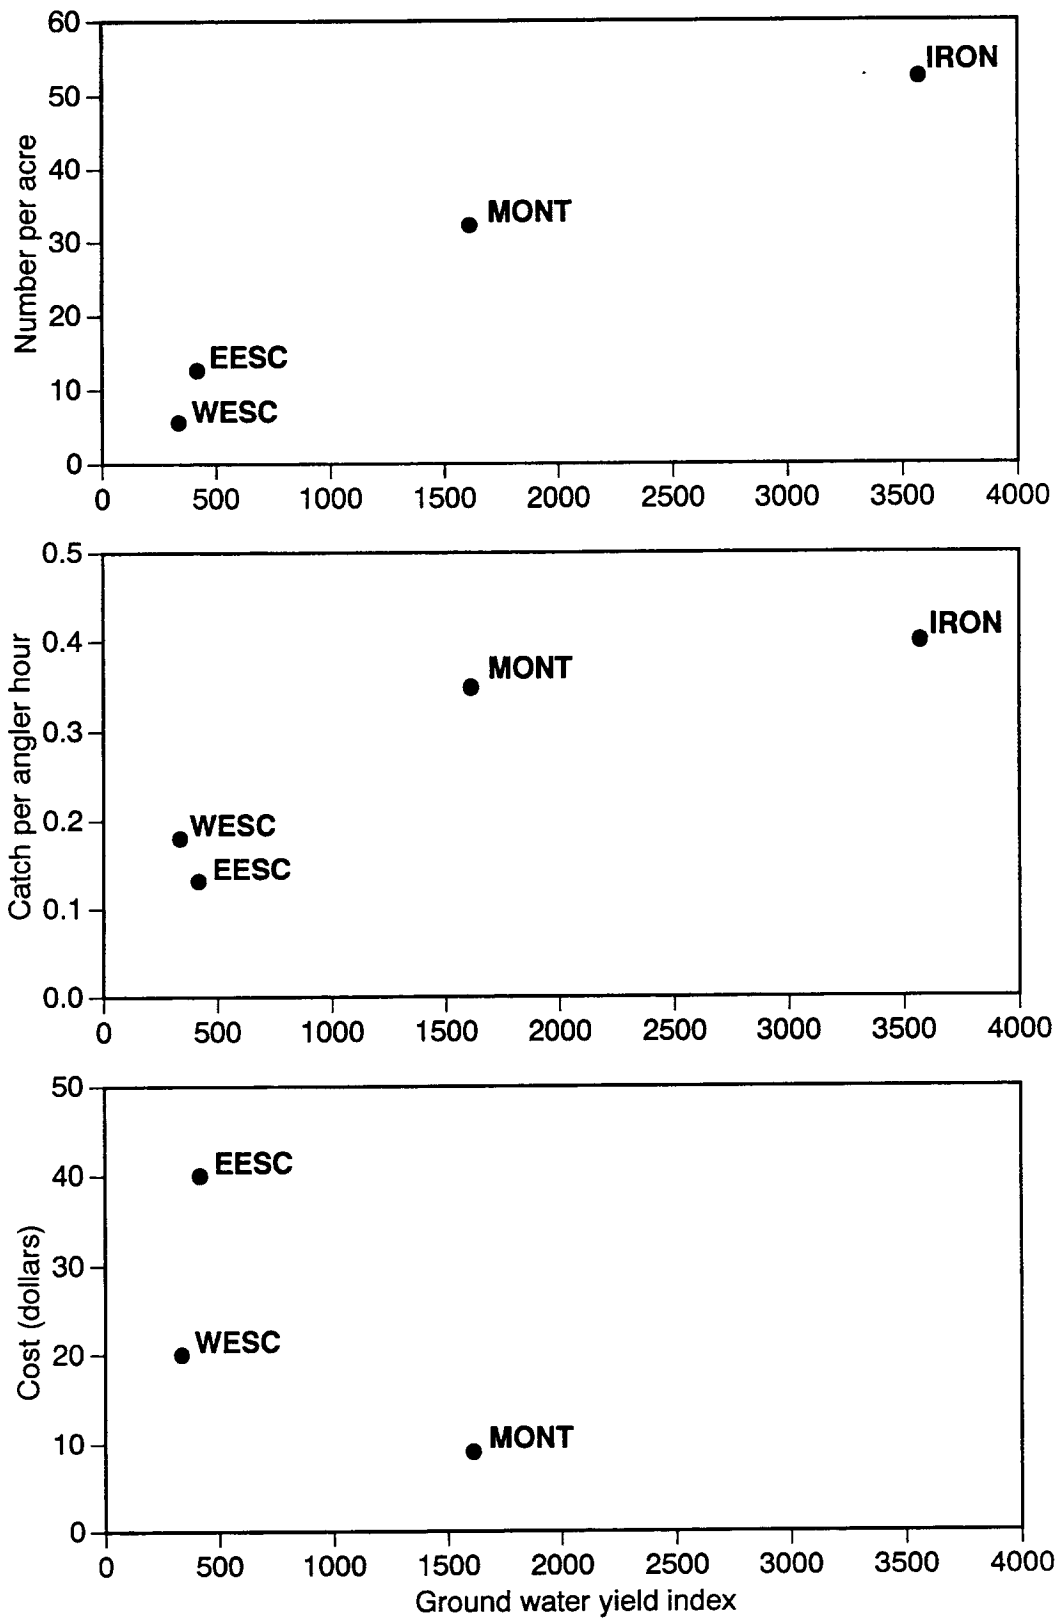 60
IRON
50
40
MONT
30
20
EESC
10
WESC
0
Number per acre
0 500 1000 1500 2000 2500 3000 3500 4000
0.5
IRON
0.4
MONT
0.3
0.2
WESC
EESC
0.1
0.0
Catch per angler hour
0 500 1000 1500 2000 2500 3000 3500 4000
50
EESC
40
30
WESC
20
MONT
10
0
Cost (dollars)
0 500 1000 1500 2000 2500 3000 3500 4000
Ground water yield index